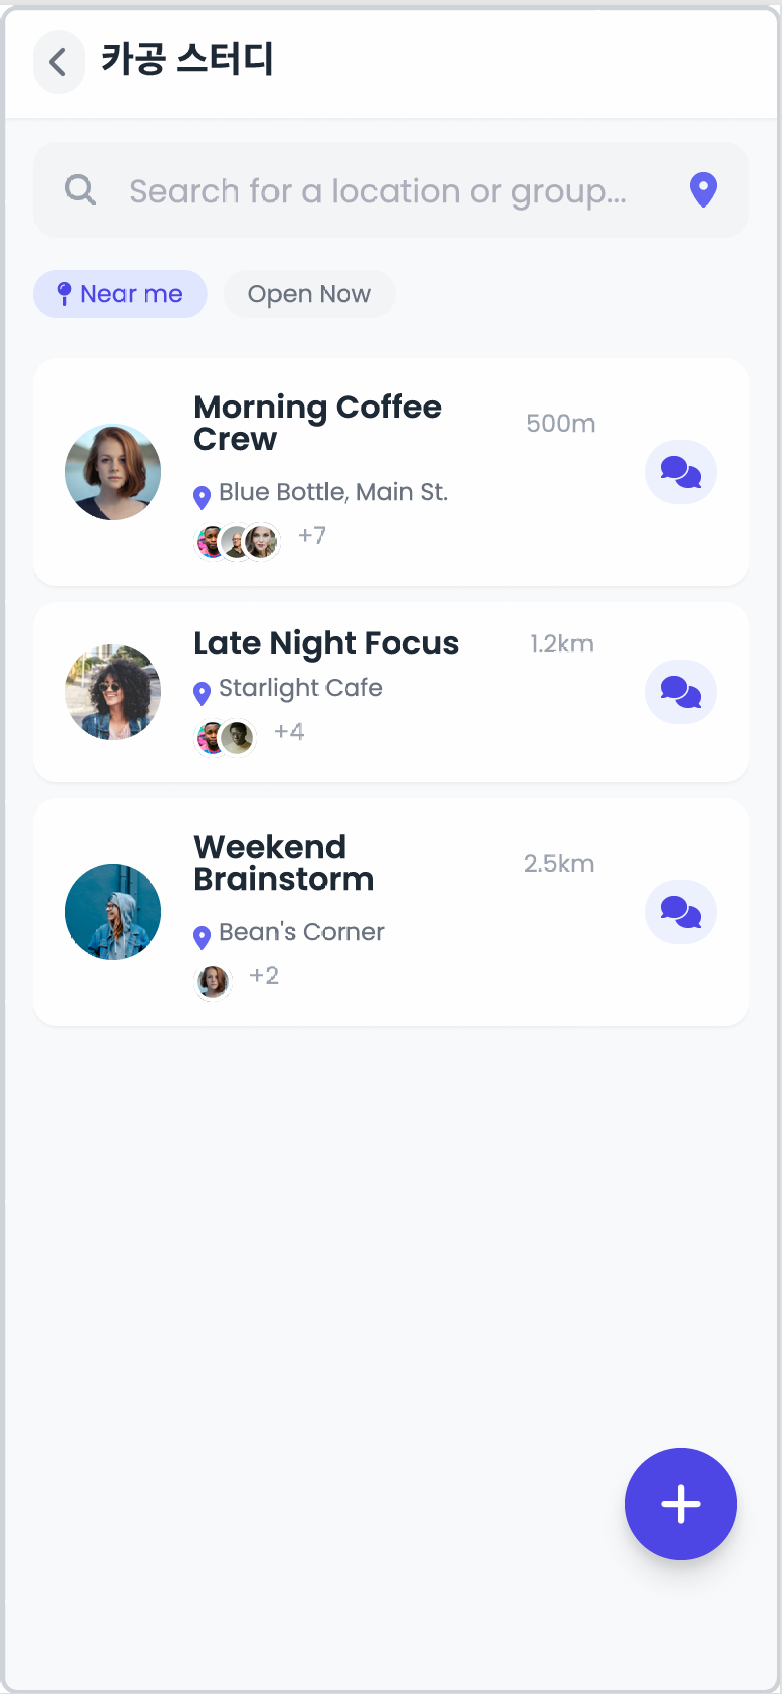 카공 스터디
Search for a location or group...
Near me
Open Now
Morning Coffee
Crew
500m
Blue Bottle, Main St.
+7
Late Night Focus
1.2km
Starlight Cafe
+4
Weekend
Brainstorm
2.5km
Bean's Corner
+2